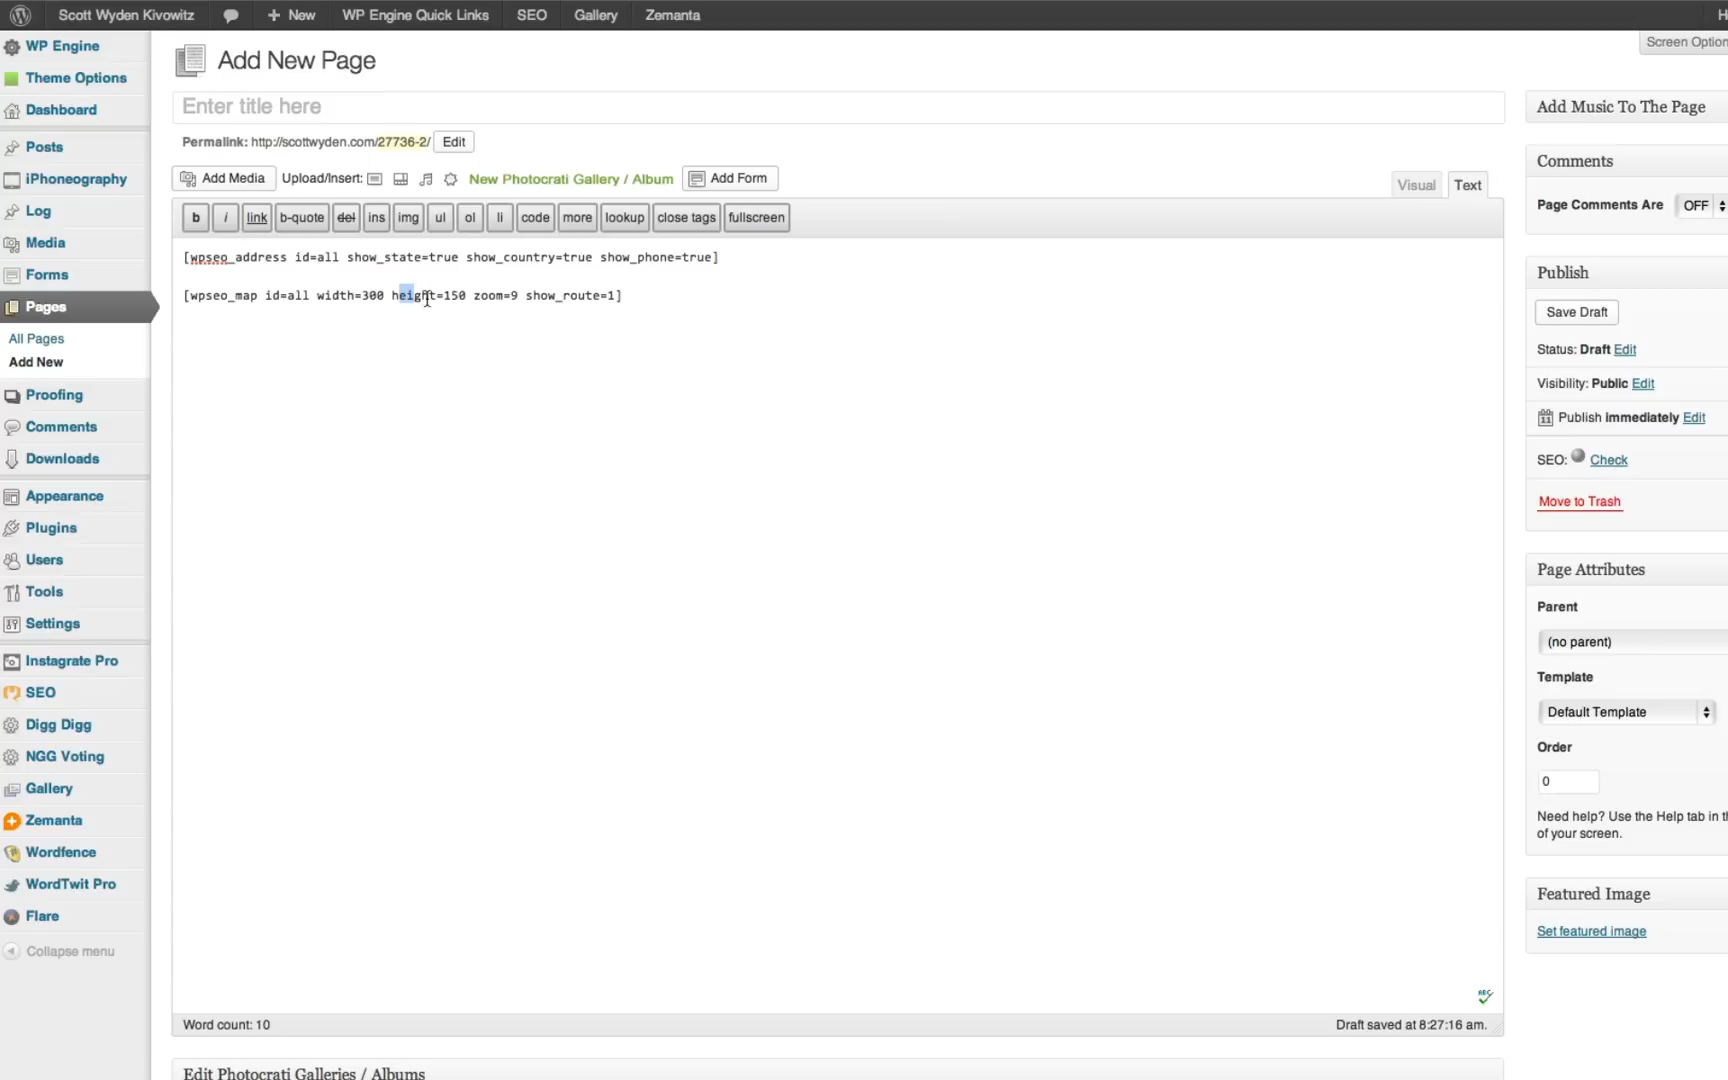 Scott Wyden Kivowitz
New
WP Engine Quick Links
SEO
Gallery
Zemanta
H
WP Engine
Theme Options
Dashboard
Posts
iPhoneography
Log
Media
Forms
Pages
All Pages
Add New
Proofing
Comments
Downloads
Appearance
Plugins
Users
Tools
Settings
Instagrate Pro
SEO
Digg Digg
NGG Voting
Gallery
Zemanta
Wordfence
WordTwit Pro
Flare
Collapse menu
Add New Page
Enter title here
Permalink: http://scottwyden.com/27736-2/ Edit
Add Media Upload/Insert: New Photocrati Gallery / Album Add Form
Visual Text
b i link b-quote del ins img ul ol li code more lookup close tags fullscreen
[wpseo_address id=all show_state=true show_country=true show_phone=true]
[wpseo_map id=all width=300 height=150 zoom=9 show_route=1]
ABC
Word count: 10
Draft saved at 8:27:16 am.
Edit Photocrati Galleries / Albums
Screen Option
Add Music To The Page
Comments
Page Comments Are OFF
Publish
Save Draft
Status: Draft Edit
Visibility: Public Edit
11 Publish immediately Edit
SEO: Check
Move to Trash
Page Attributes
Parent
(no parent)
Template
Default Template
Order
0
Need help? Use the Help tab in th
of your screen.
Featured Image
Set featured image